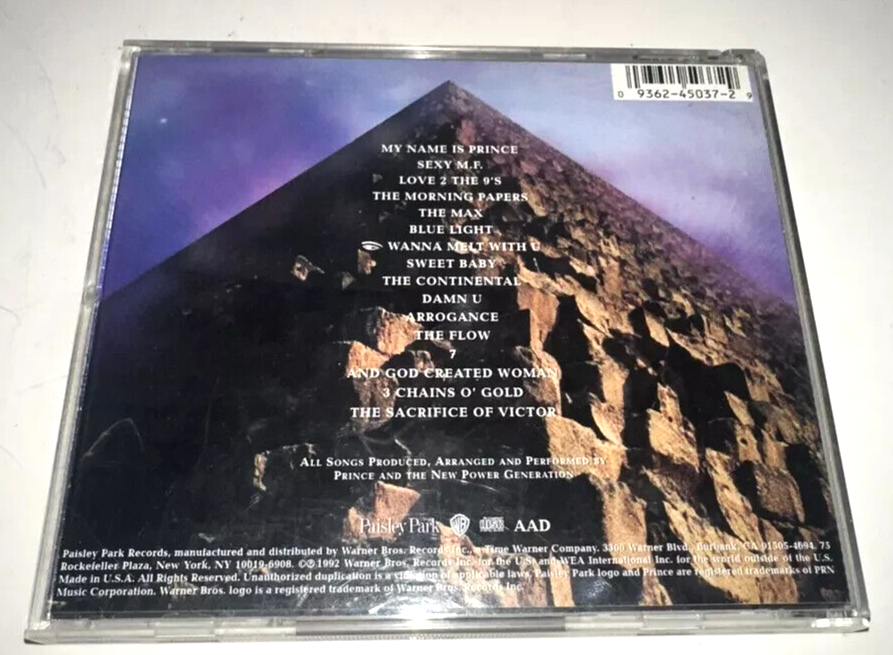 0 9362-45037-2 9
MY NAME IS PRINCE
SEXY M.F.
LOVE 2 THE 9'S
THE MORNING PAPERS
THE MAX
BLUE LIGHT
WANNA MELT WITH U
SWEET BABY
THE CONTINENTAL
DAMN U
ARROGANCE
THE FLOW
7
AND GOD CREATED WOMAN
3 CHAINS O' GOLD
THE SACRIFICE OF VICTOR
ALL SONGS PRODUCED, ARRANGED AND PERFORMED BY
PRINCE AND THE NEW POWER GENERATION
Paisley Park AAD
Paisley Park Records, manufactured and distributed by Warner Bros. Records Inc., a Time Warner Company. 3300 Warner Blvd., Burbank, CA 91505-4694. 75
Rockefeller Plaza, New York, NY 10019-6908. ©℗ 1992 Warner Bros. Records Inc. for the U.S. and WEA International Inc. for the world outside of the U.S.
Made in U.S.A. All Rights Reserved. Unauthorized duplication is a violation of applicable laws. Paisley Park logo and Prince are registered trademarks of PRN
Music Corporation. Warner Bros. logo is a registered trademark of Warner Bros. Records Inc.